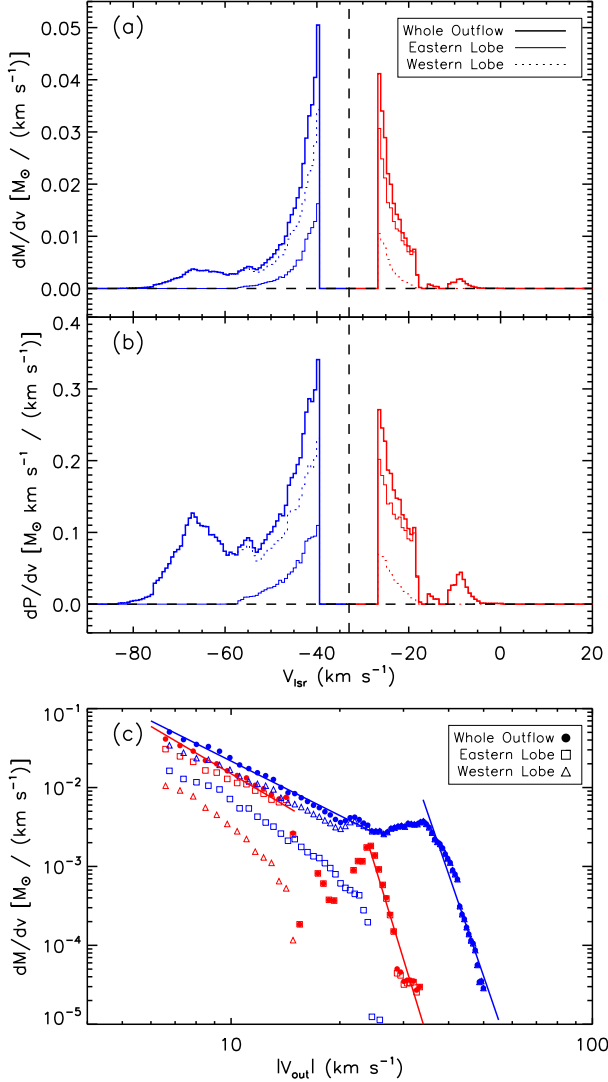 (a)
Whole Outflow
Eastern Lobe
Western Lobe
0.05
0.04
0.03
0.02
0.01
0.00
dM/dv [M⊙ / (km s⁻¹)]
(b)
0.4
0.3
0.2
0.1
0.0
dP/dv [M⊙ km s⁻¹ / (km s⁻¹)]
−80 −60 −40 −20 0 20
V_lsr (km s⁻¹)
(c)
Whole Outflow
Eastern Lobe
Western Lobe
10⁻¹
10⁻²
10⁻³
10⁻⁴
10⁻⁵
dM/dv [M⊙ / (km s⁻¹)]
10 100
|V_out| (km s⁻¹)